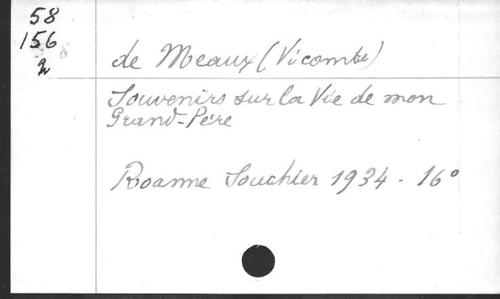 58
156
2
de Meaux (Vicomte)
Souvenirs sur la Vie de mon
Grand-Père
Roanne Souchier 1934 - 16°